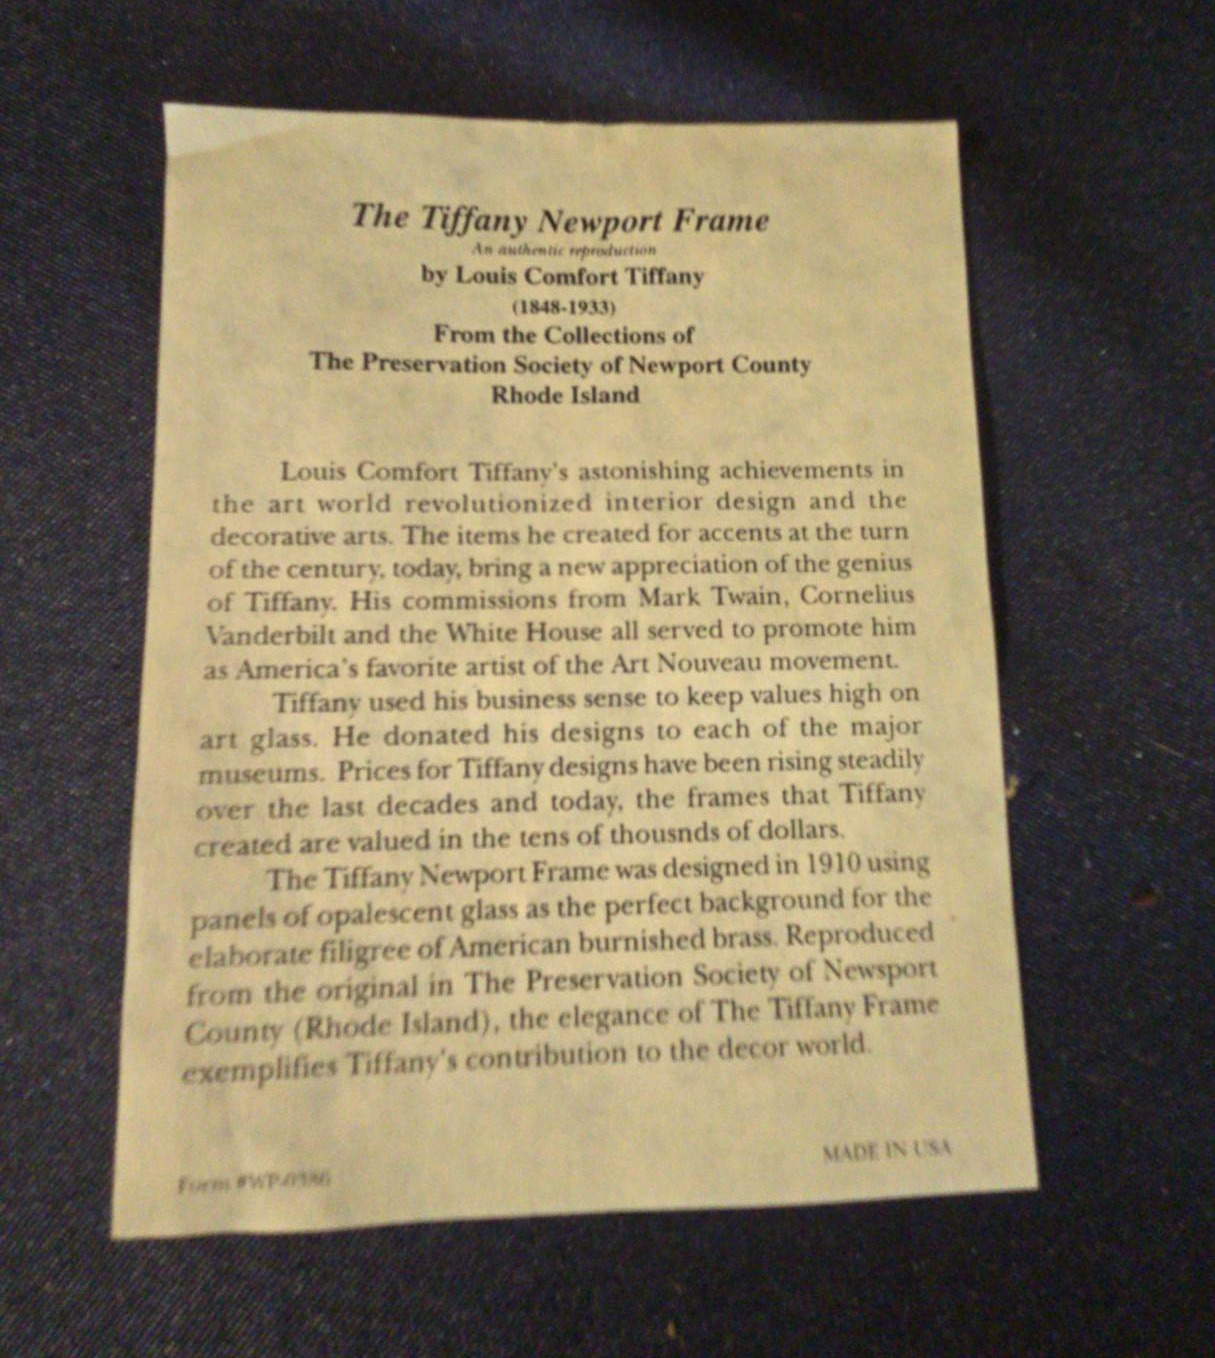 The Tiffany Newport Frame
An authentic reproduction
by Louis Comfort Tiffany
(1848-1933)
From the Collections of
The Preservation Society of Newport County
Rhode Island
Louis Comfort Tiffany's astonishing achievements in
the art world revolutionized interior design and the
decorative arts. The items he created for accents at the turn
of the century, today, bring a new appreciation of the genius
of Tiffany. His commissions from Mark Twain, Cornelius
Vanderbilt and the White House all served to promote him
as America's favorite artist of the Art Nouveau movement.
Tiffany used his business sense to keep values high on
art glass. He donated his designs to each of the major
museums. Prices for Tiffany designs have been rising steadily
over the last decades and today, the frames that Tiffany
created are valued in the tens of thousnds of dollars.
The Tiffany Newport Frame was designed in 1910 using
panels of opalescent glass as the perfect background for the
elaborate filigree of American burnished brass. Reproduced
from the original in The Preservation Society of Newsport
County (Rhode Island), the elegance of The Tiffany Frame
exemplifies Tiffany's contribution to the decor world.
MADE IN USA
Form